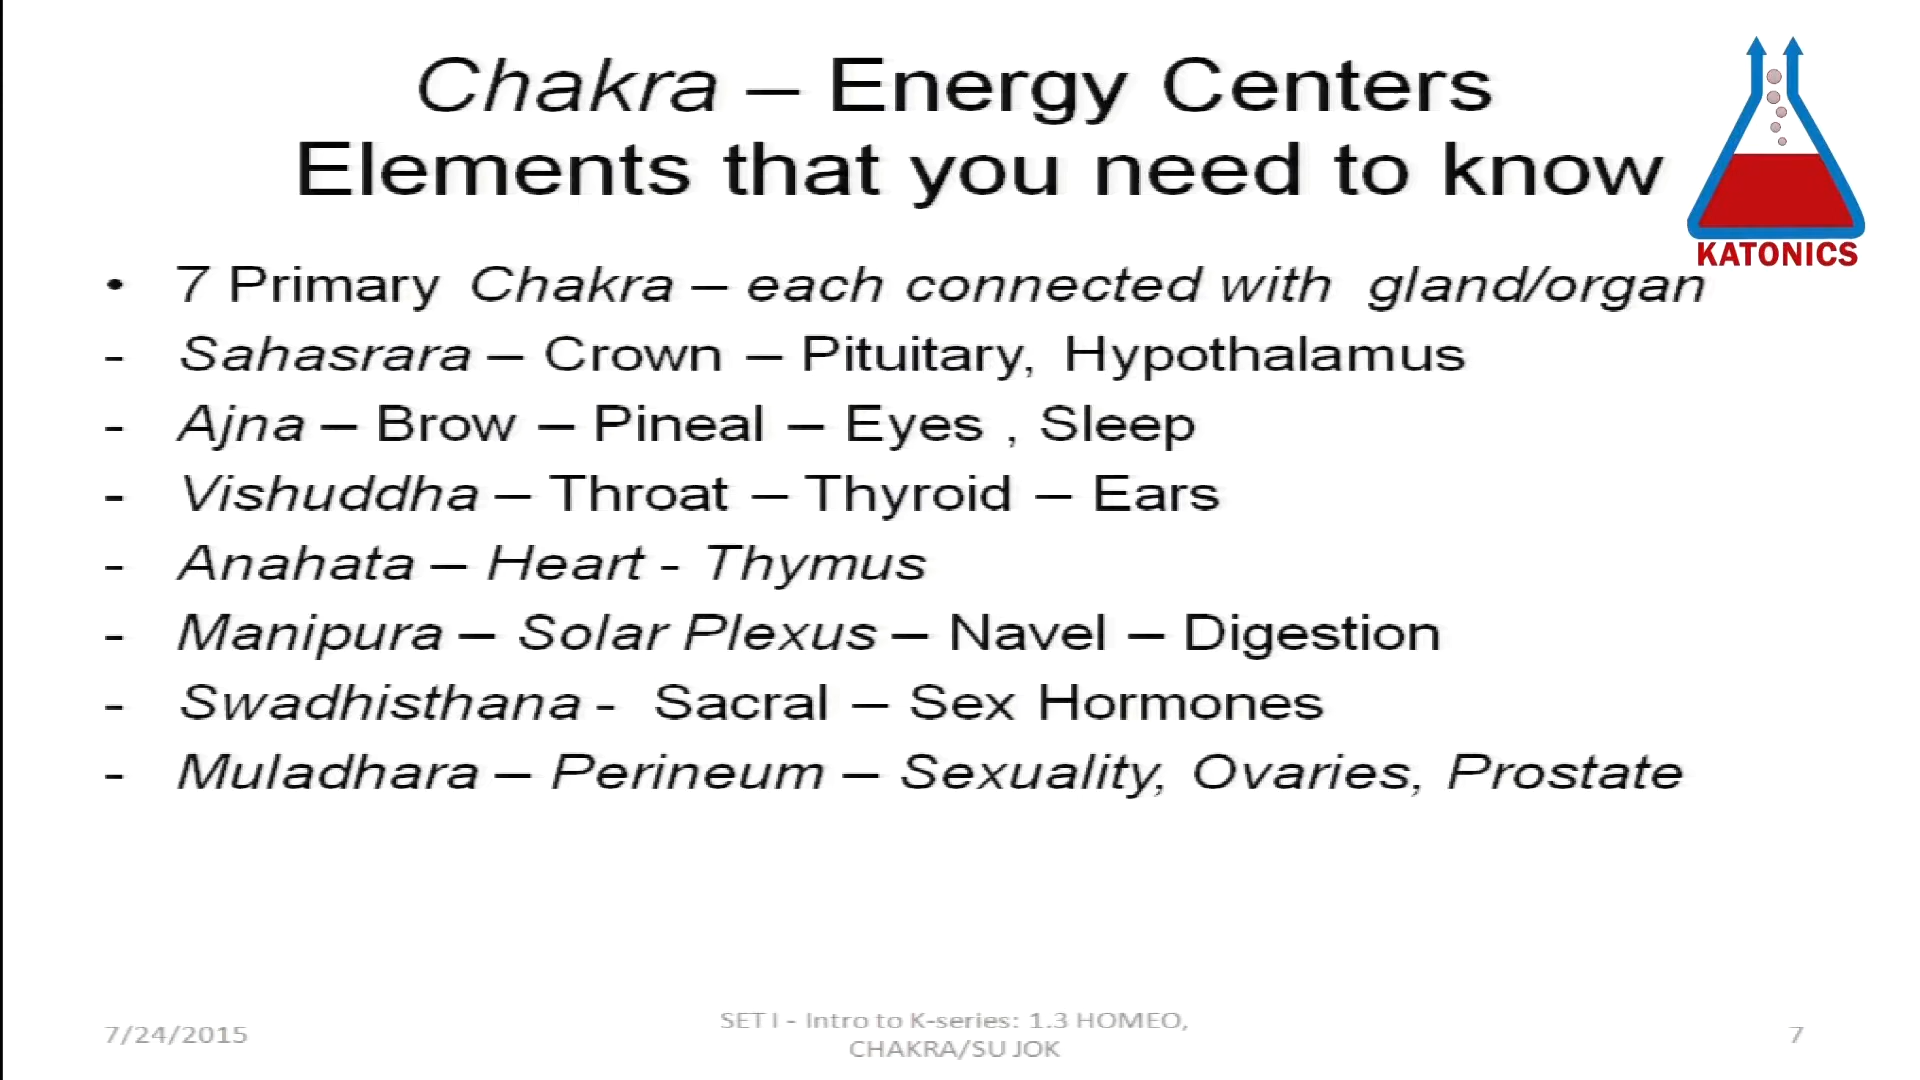 Chakra – Energy Centers
Elements that you need to know
KATONICS
• 7 Primary Chakra – each connected with gland/organ
- Sahasrara – Crown – Pituitary, Hypothalamus
- Ajna – Brow – Pineal – Eyes , Sleep
- Vishuddha – Throat – Thyroid – Ears
- Anahata – Heart - Thymus
- Manipura – Solar Plexus – Navel – Digestion
- Swadhisthana - Sacral – Sex Hormones
- Muladhara – Perineum – Sexuality, Ovaries, Prostate
7/24/2015
SET I - Intro to K-series: 1.3 HOMEO,
CHAKRA/SU JOK
7